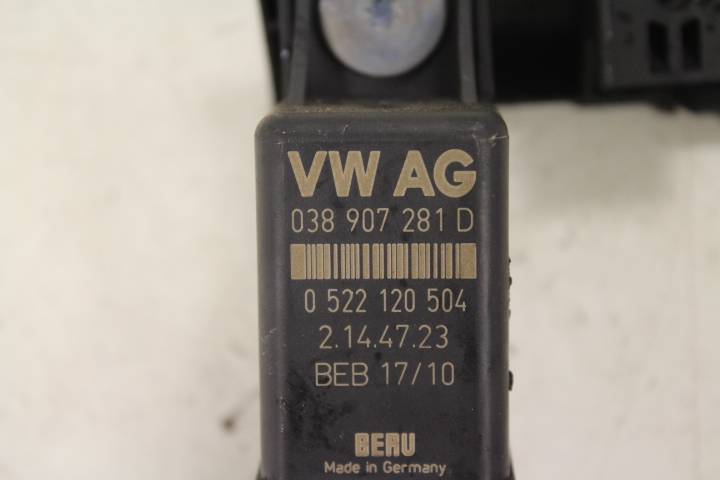 VW AG
038 907 281 D
0 522 120 504
2.14.47.23
BEB 17/10
BERU
Made in Germany